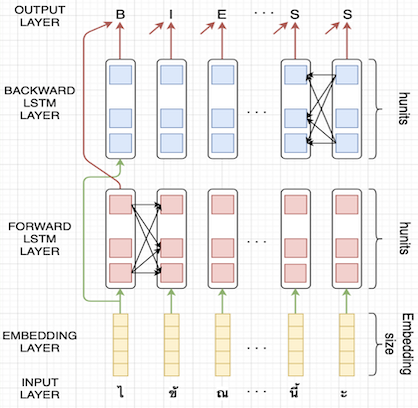 OUTPUT LAYER
B I E ... S S
BACKWARD LSTM LAYER
hunits
FORWARD LSTM LAYER
hunits
EMBEDDING LAYER
...
Embedding size
INPUT LAYER
ไ ขั ณ ... นี้ ะ